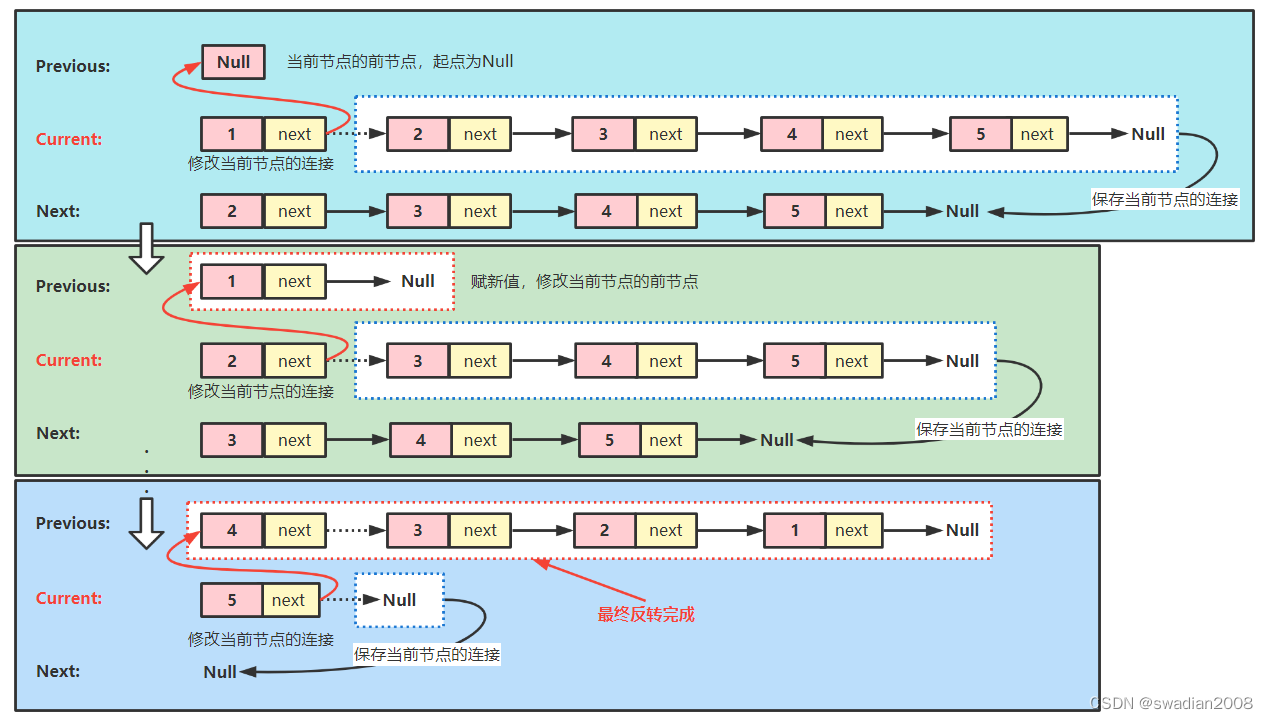 Previous: Null 当前节点的前节点，起点为Null
Current: 1 next 2 next 3 next 4 next 5 next Null
修改当前节点的连接
保存当前节点的连接
Next: 2 next 3 next 4 next 5 next Null
Previous: 1 next Null 赋新值，修改当前节点的前节点
Current: 2 next 3 next 4 next 5 next Null
修改当前节点的连接
保存当前节点的连接
Next: 3 next 4 next 5 next Null
Previous: 4 next 3 next 2 next 1 next Null
Current: 5 next Null
最终反转完成
修改当前节点的连接
保存当前节点的连接
Next: Null
CSDN @swadian2008